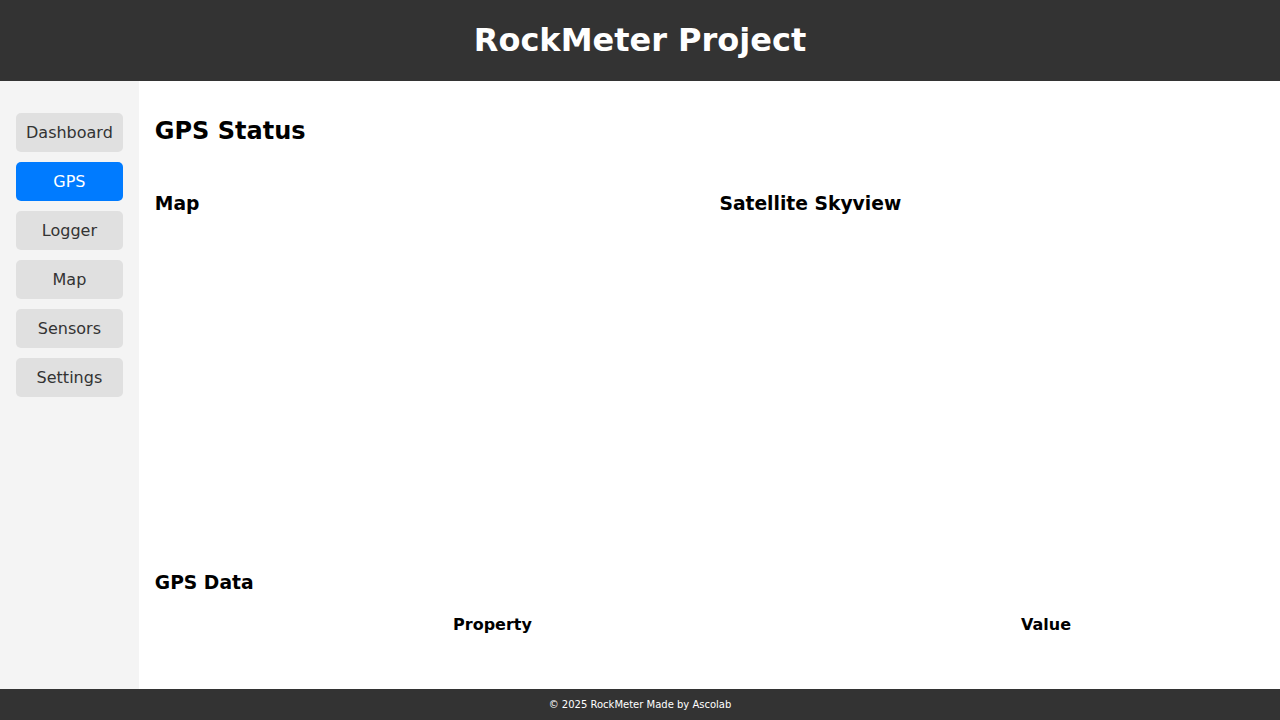 RockMeter Project
Dashboard
GPS
Logger
Map
Sensors
Settings
GPS Status
Map
Satellite Skyview
GPS Data
Property Value
© 2025 RockMeter Made by Ascolab